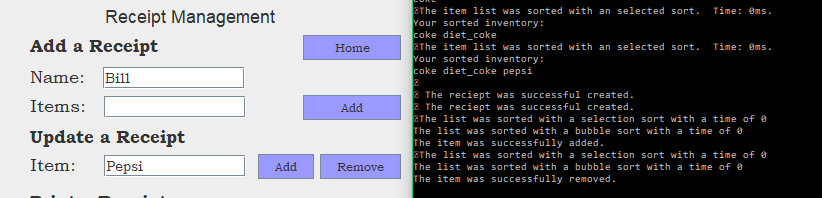 Receipt Management
Add a Receipt
Home
Name:
Bill
Items:
Add
Update a Receipt
Item:
Pepsi
Add
Remove
The item list was sorted with an selected sort.  Time: 0ms.
Your sorted inventory:
coke diet_coke
The item list was sorted with an selected sort.  Time: 0ms.
Your sorted inventory:
coke diet_coke pepsi
The reciept was successful created.
The reciept was successful created.
The list was sorted with a selection sort with a time of 0
The list was sorted with a bubble sort with a time of 0
The item was successfully added.
The list was sorted with a selection sort with a time of 0
The list was sorted with a bubble sort with a time of 0
The item was successfully removed.